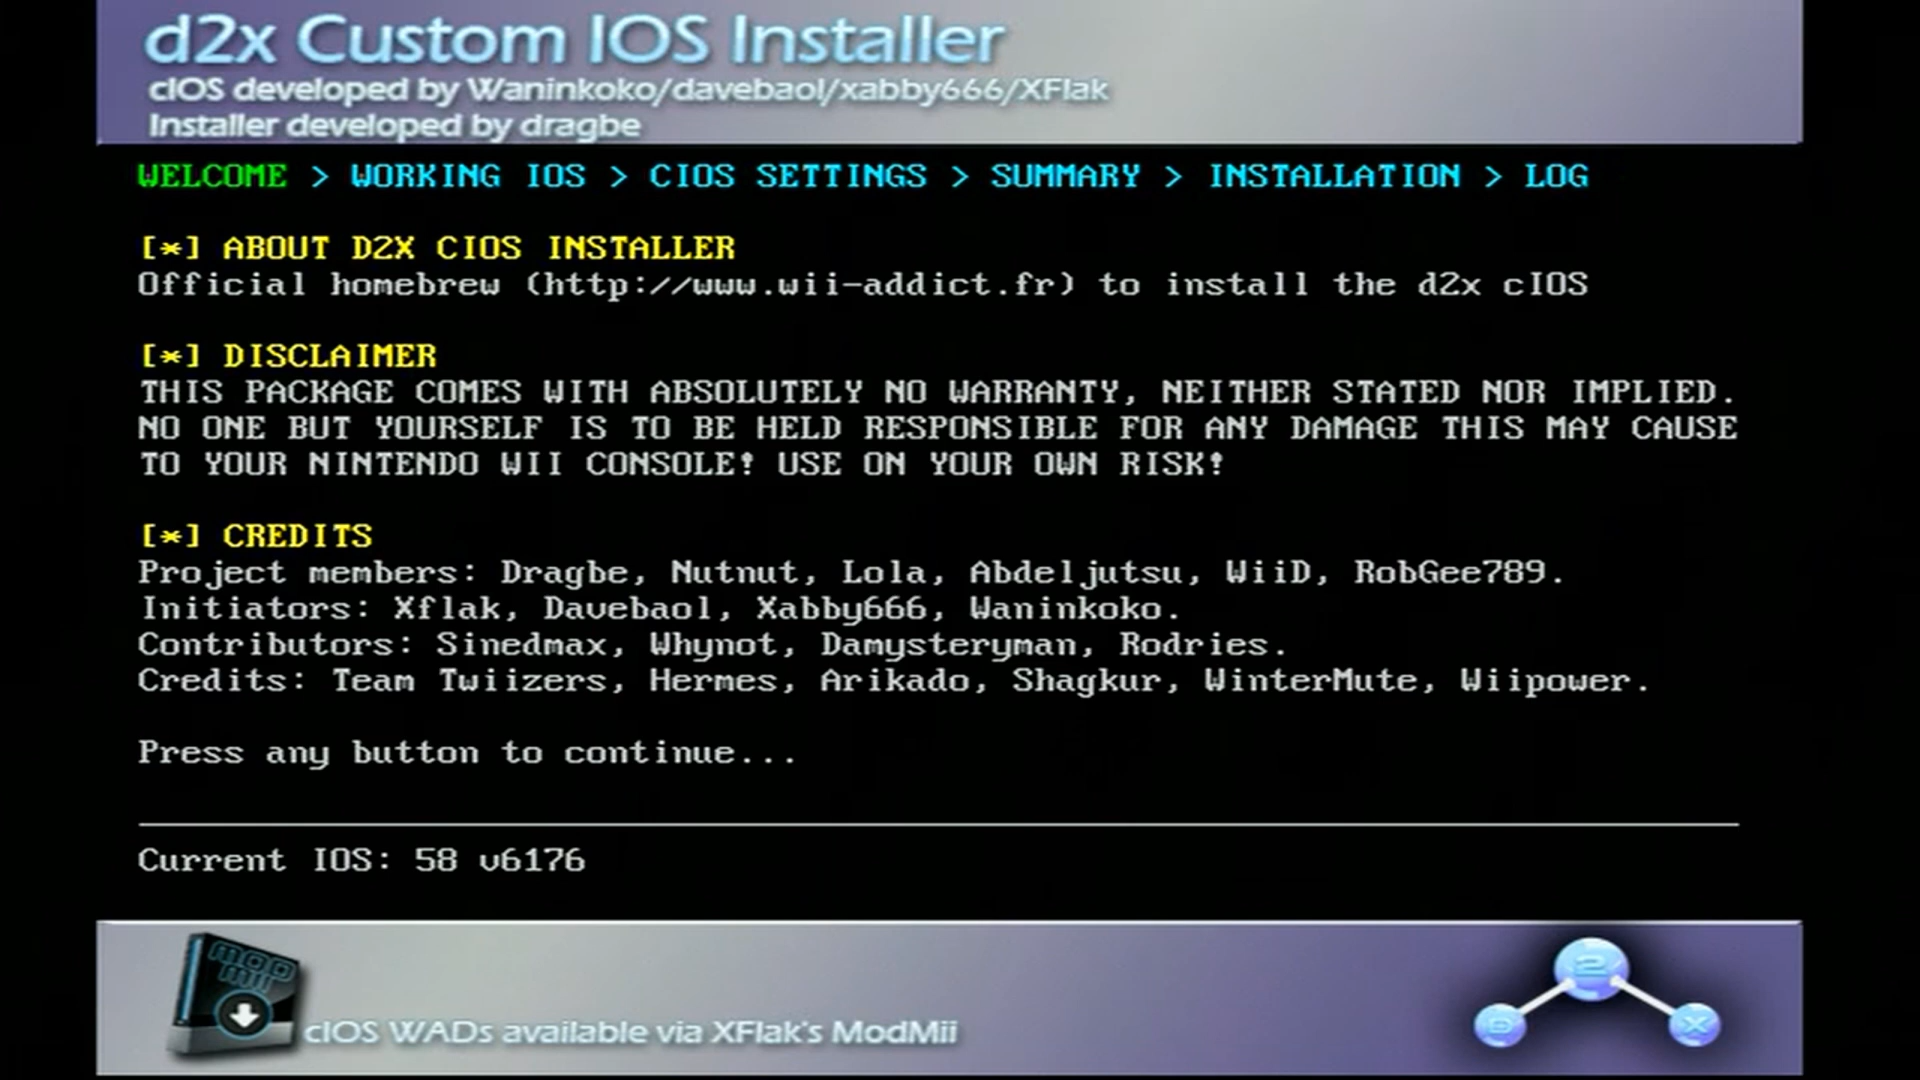 d2x Custom IOS Installer
cIOS developed by Waninkoko/davebaol/xabby666/XFlak
Installer developed by dragbe
WELCOME > WORKING IOS > CIOS SETTINGS > SUMMARY > INSTALLATION > LOG
[*] ABOUT D2X CIOS INSTALLER
Official homebrew (http://www.wii-addict.fr) to install the d2x cIOS
[*] DISCLAIMER
THIS PACKAGE COMES WITH ABSOLUTELY NO WARRANTY, NEITHER STATED NOR IMPLIED.
NO ONE BUT YOURSELF IS TO BE HELD RESPONSIBLE FOR ANY DAMAGE THIS MAY CAUSE
TO YOUR NINTENDO WII CONSOLE! USE ON YOUR OWN RISK!
[*] CREDITS
Project members: Dragbe, Nutnut, Lola, Abdeljutsu, WiiD, RobGee789.
Initiators: Xflak, Davebaol, Xabby666, Waninkoko.
Contributors: Sinedmax, Whynot, Damysteryman, Rodries.
Credits: Team Twiizers, Hermes, Arikado, Shagkur, WinterMute, Wiipower.
Press any button to continue...
Current IOS: 58 v6176
MOD
MII
cIOS WADs available via XFlak's ModMii
D 2 X